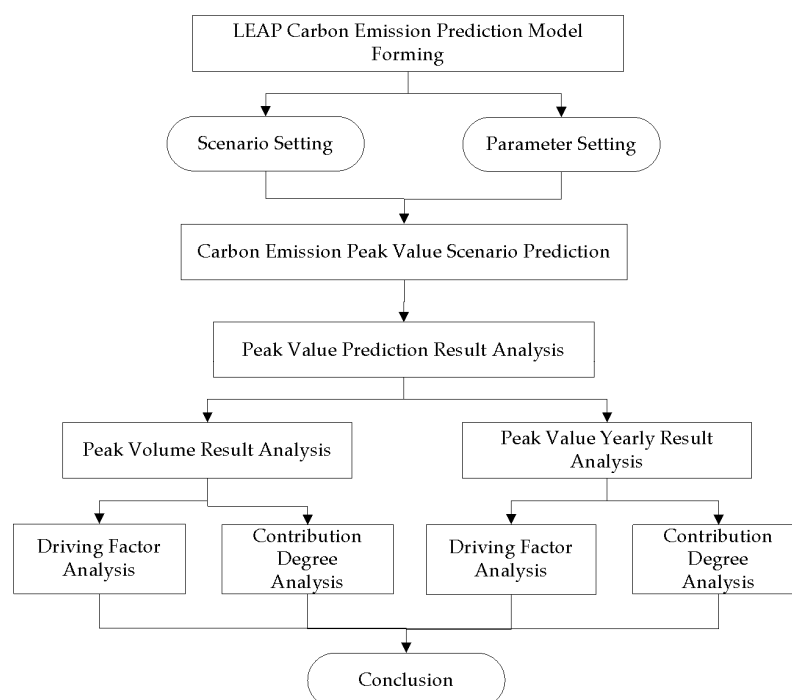 LEAP Carbon Emission Prediction Model
Forming
Scenario Setting
Parameter Setting
Carbon Emission Peak Value Scenario Prediction
Peak Value Prediction Result Analysis
Peak Volume Result Analysis
Peak Value Yearly Result
Analysis
Driving Factor
Analysis
Contribution
Degree
Analysis
Driving Factor
Analysis
Contribution
Degree
Analysis
Conclusion